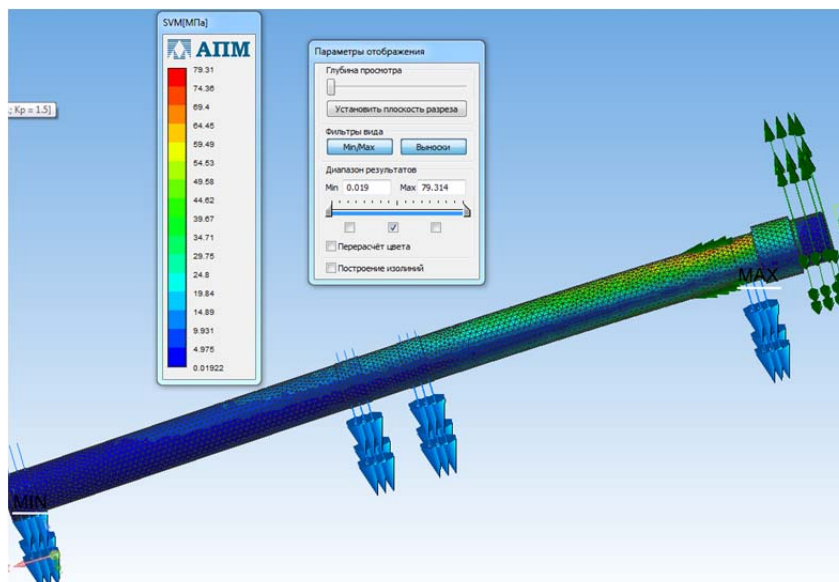 SVM[МПа]
АПМ
79.31
74.36
69.4
64.45
59.49
54.53
49.58
44.62
39.67
34.71
29.75
24.8
19.84
14.89
9.931
4.975
0.01922
; Kp = 1.5]
Параметры отображения
Глубина просмотра
Установить плоскость разреза
Фильтры вида
Min/Max Выноски
Диапазон результатов
Min 0.019 Max 79.314
Перерасчёт цвета
Построение изолиний
MAX
MIN